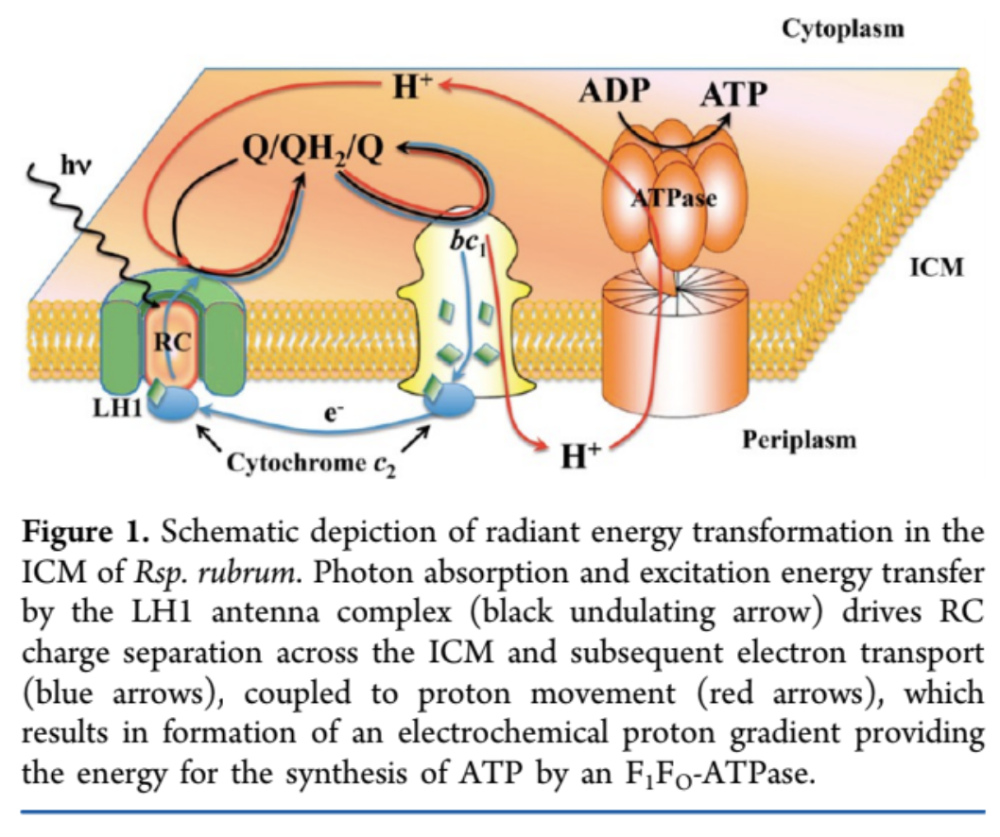 Cytoplasm
H⁺
ADP
ATP
Q/QH₂/Q
hν
ATPase
bc₁
ICM
RC
LH1
e⁻
Periplasm
H⁺
Cytochrome c₂
Figure 1. Schematic depiction of radiant energy transformation in the
ICM of Rsp. rubrum. Photon absorption and excitation energy transfer
by the LH1 antenna complex (black undulating arrow) drives RC
charge separation across the ICM and subsequent electron transport
(blue arrows), coupled to proton movement (red arrows), which
results in formation of an electrochemical proton gradient providing
the energy for the synthesis of ATP by an F₁F_O-ATPase.